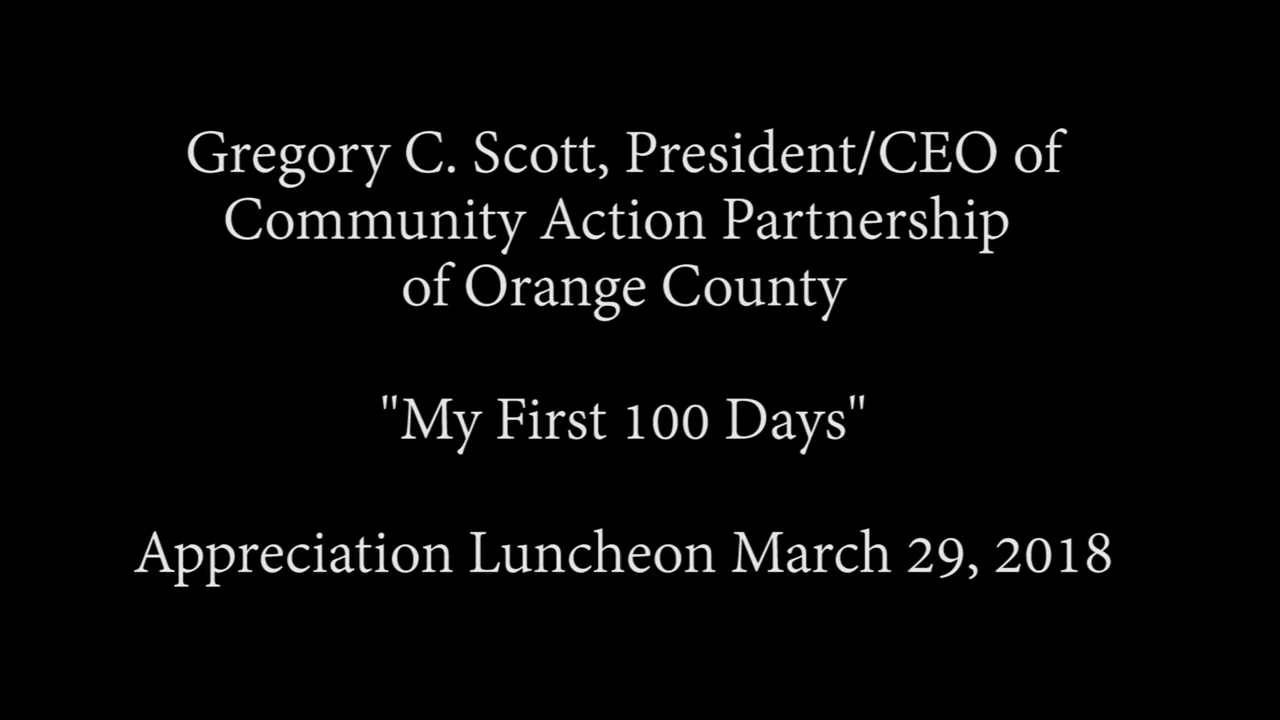 Gregory C. Scott, President/CEO of
Community Action Partnership
of Orange County
"My First 100 Days"
Appreciation Luncheon March 29, 2018